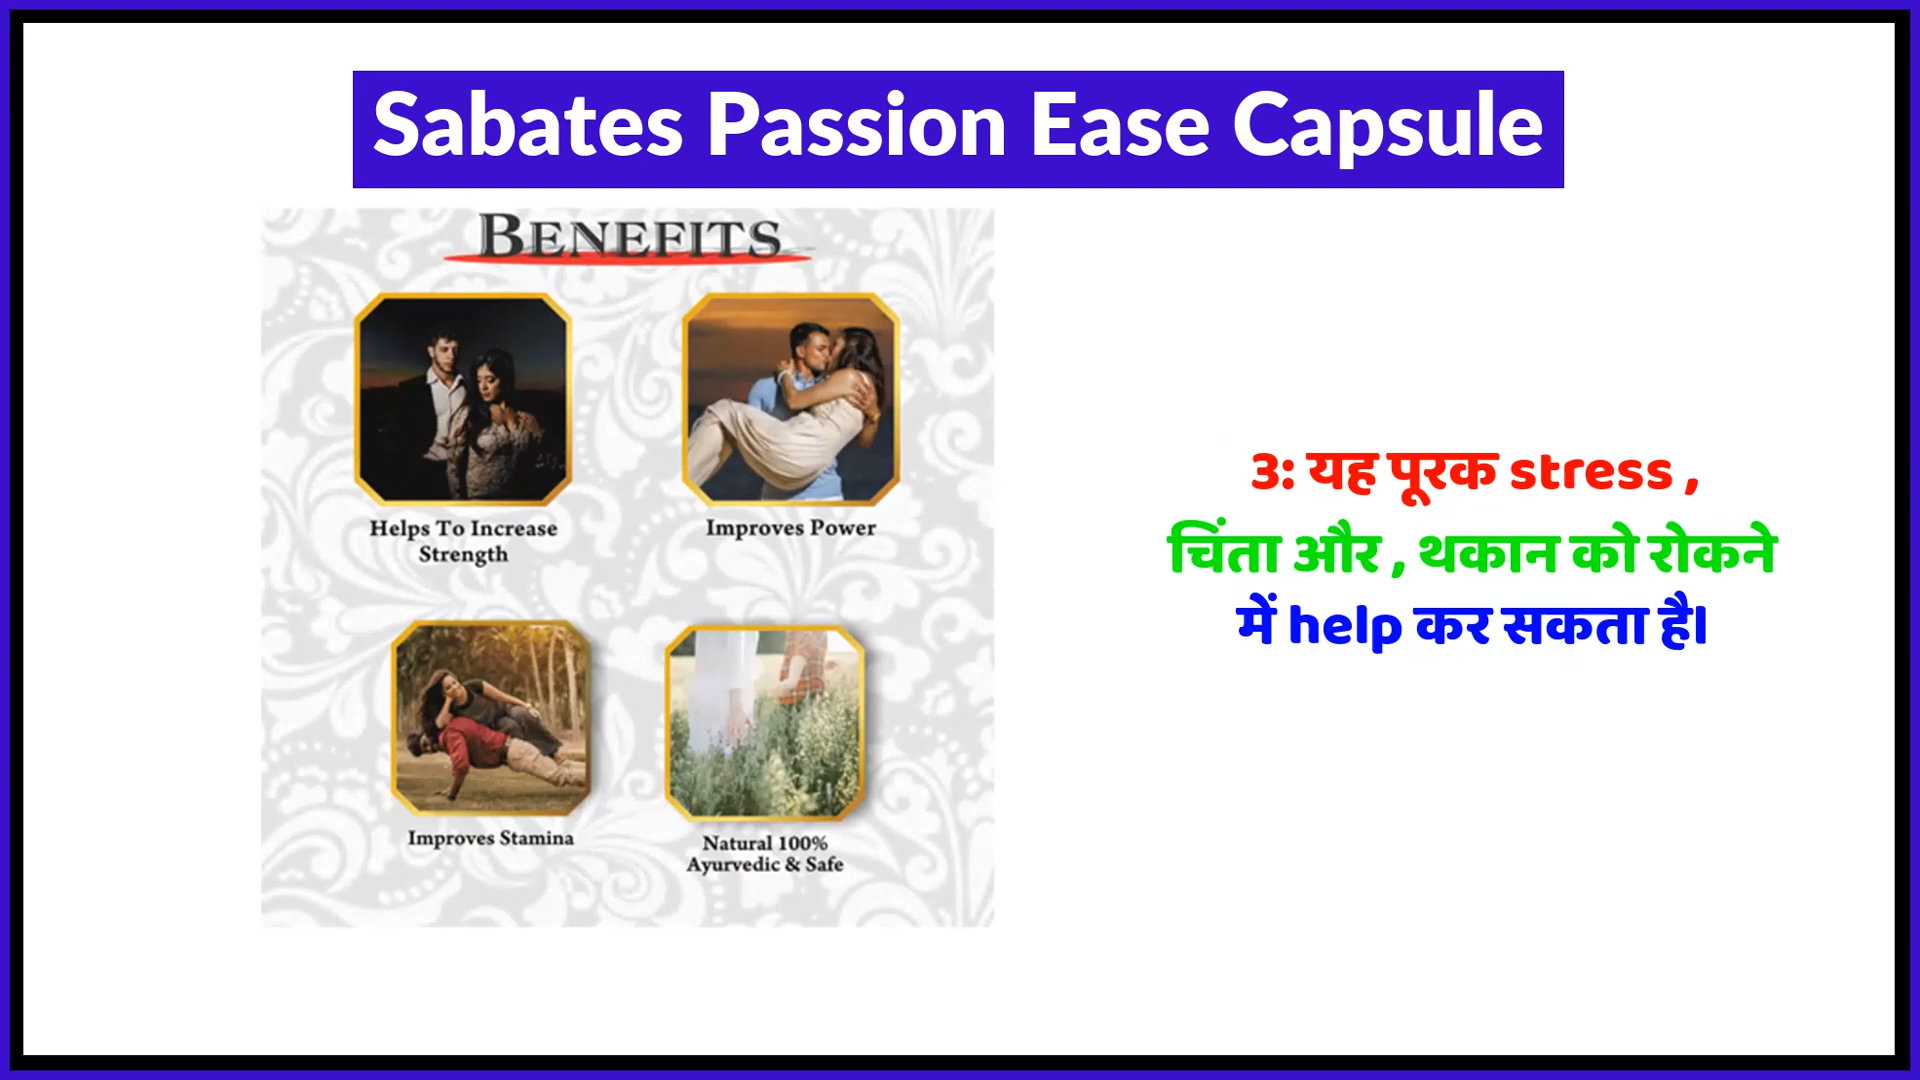 Sabates Passion Ease Capsule
BENEFITS
Helps To Increase
Strength
Improves Power
Improves Stamina
Natural 100%
Ayurvedic & Safe
3: यह पूरक stress ,
चिंता और , थकान को रोकने
में help कर सकता है।